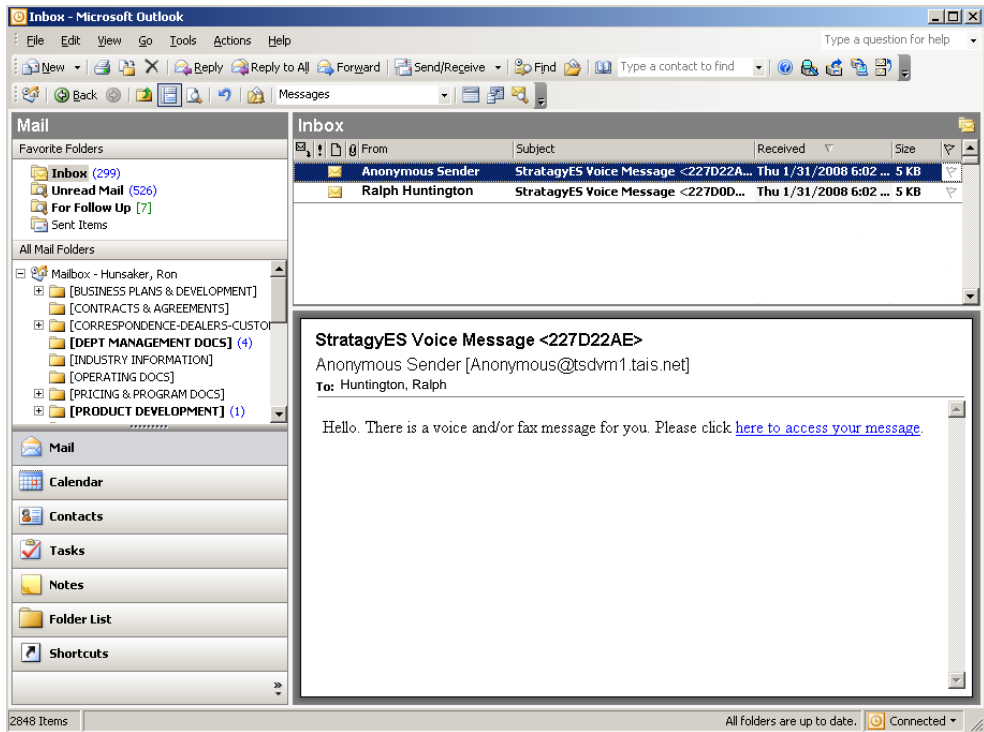 Inbox - Microsoft Outlook
File Edit View Go Tools Actions Help Type a question for help
New Reply Reply to All Forward Send/Receive Find Type a contact to find
Back Messages
Mail
Favorite Folders
Inbox (299)
Unread Mail (526)
For Follow Up [7]
Sent Items
All Mail Folders
Mailbox - Hunsaker, Ron
[BUSINESS PLANS & DEVELOPMENT]
[CONTRACTS & AGREEMENTS]
[CORRESPONDENCE-DEALERS-CUSTO
[DEPT MANAGEMENT DOCS] (4)
[INDUSTRY INFORMATION]
[OPERATING DOCS]
[PRICING & PROGRAM DOCS]
[PRODUCT DEVELOPMENT] (1)
Mail
Calendar
Contacts
Tasks
Notes
Folder List
Shortcuts
Inbox
From Subject Received Size
Anonymous Sender StratagyES Voice Message <227D22A... Thu 1/31/2008 6:02 ... 5 KB
Ralph Huntington StratagyES Voice Message <227D0D... Thu 1/31/2008 6:02 ... 5 KB
StratagyES Voice Message <227D22AE>
Anonymous Sender [Anonymous@tsdvm1.tais.net]
To: Huntington, Ralph
Hello. There is a voice and/or fax message for you. Please click here to access your message.
2848 Items All folders are up to date. Connected